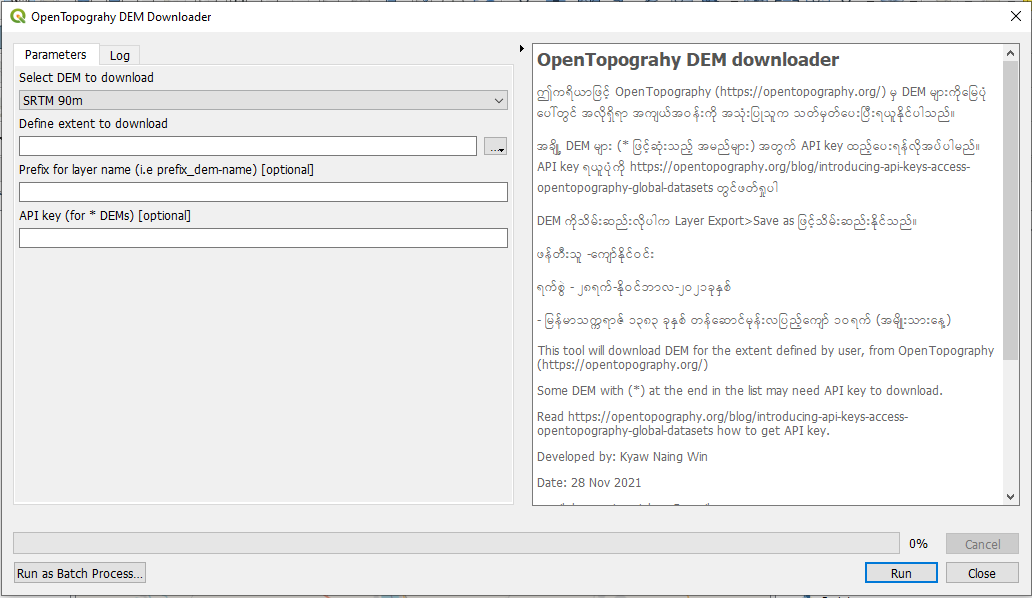 OpenTopograhy DEM Downloader
Parameters
Log
Select DEM to download
SRTM 90m
Define extent to download
...
Prefix for layer name (i.e prefix_dem-name) [optional]
API key (for * DEMs) [optional]
OpenTopograhy DEM downloader
ဤကရိယာဖြင့် OpenTopography (https://opentopography.org/) မှ DEM များကိုမြေပုံ
ပေါ်တွင် အလိုရှိရာ အကျယ်အဝန်းကို အသုံးပြုသူက သတ်မှတ်ပေးပြီးရယူနိုင်ပါသည်။
အချို့ DEM များ (* ဖြင့်ဆုံးသည့် အမည်များ) အတွက် API key ထည့်ပေးရန်လိုအပ်ပါမည်။
API key ရယူပုံကို https://opentopography.org/blog/introducing-api-keys-access-
opentopography-global-datasets တွင်ဖတ်ရှုပါ
DEM ကိုသိမ်းဆည်းလိုပါက Layer Export>Save as ဖြင့်သိမ်းဆည်းနိုင်သည်။
ဖန်တီးသူ -ကျော်နိုင်ဝင်း
ရက်စွဲ - ၂၈ရက်-နိုဝင်ဘာလ-၂၀၂၁ခုနှစ်
- မြန်မာသက္ကရာဇ် ၁၃၈၃ ခုနှစ် တန်ဆောင်မုန်းလပြည့်ကျော် ၁၀ရက် (အမျိုးသားနေ့)
This tool will download DEM for the extent defined by user, from OpenTopography
(https://opentopography.org/)
Some DEM with (*) at the end in the list may need API key to download.
Read https://opentopography.org/blog/introducing-api-keys-access-
opentopography-global-datasets how to get API key.
Developed by: Kyaw Naing Win
Date: 28 Nov 2021
0%
Cancel
Run as Batch Process...
Run
Close